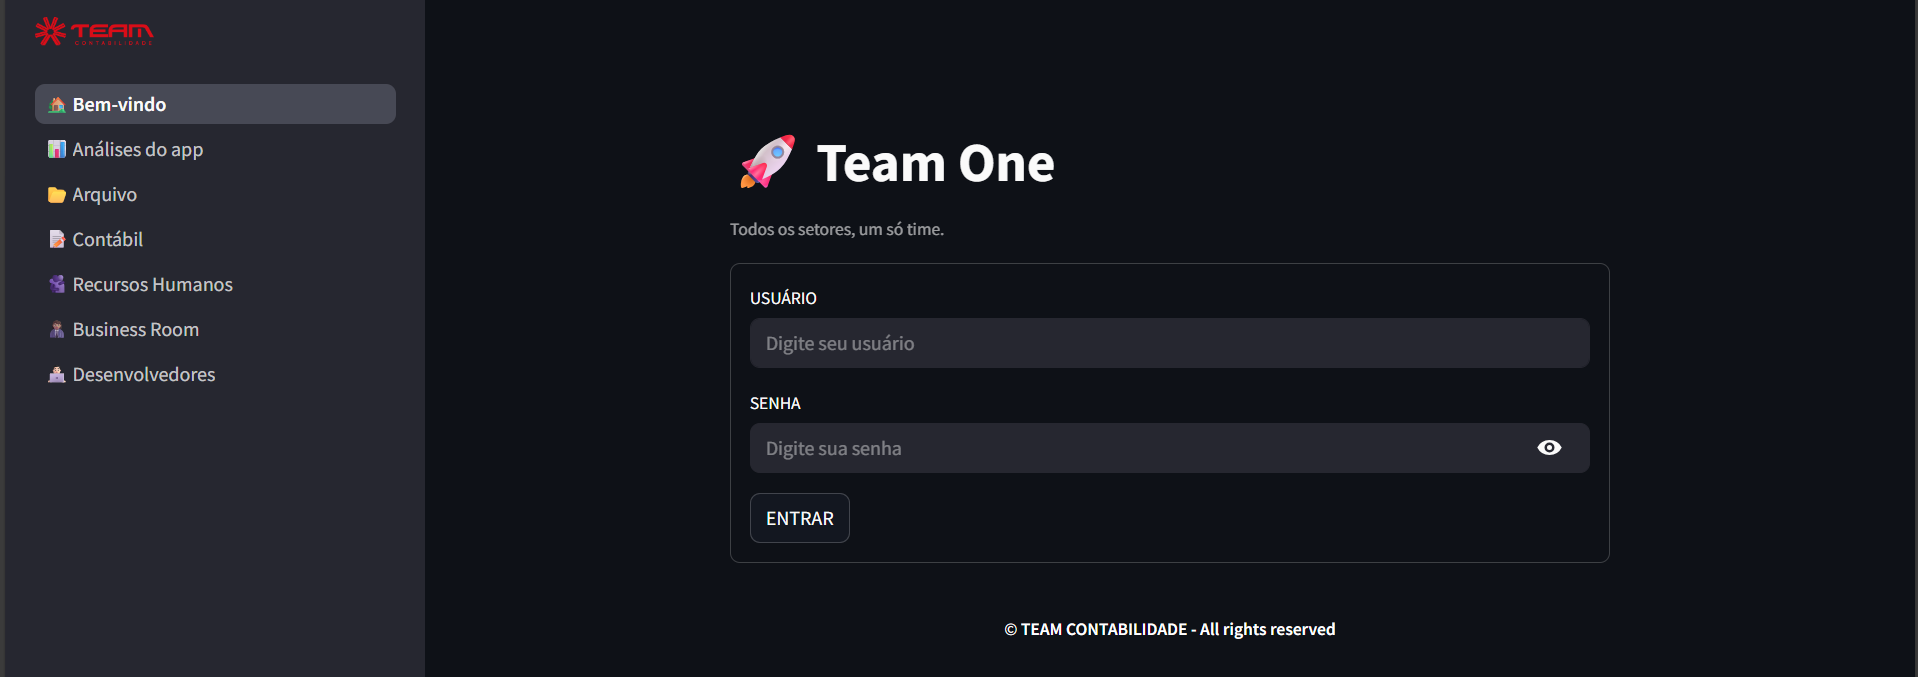 TEAM
CONTABILIDADE
Bem-vindo
Análises do app
Arquivo
Contábil
Recursos Humanos
Business Room
Desenvolvedores
Team One
Todos os setores, um só time.
USUÁRIO
Digite seu usuário
SENHA
Digite sua senha
ENTRAR
© TEAM CONTABILIDADE - All rights reserved